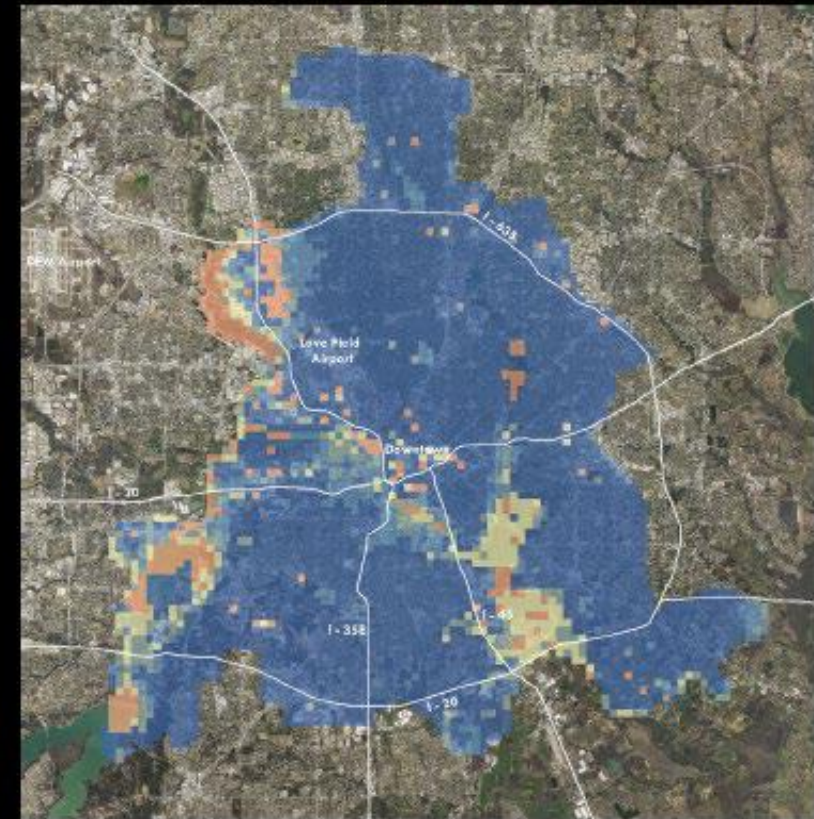 I - 635
DFW Airport
Love Field
Airport
Downtown
I - 30
I - 45
I - 35E
I - 20